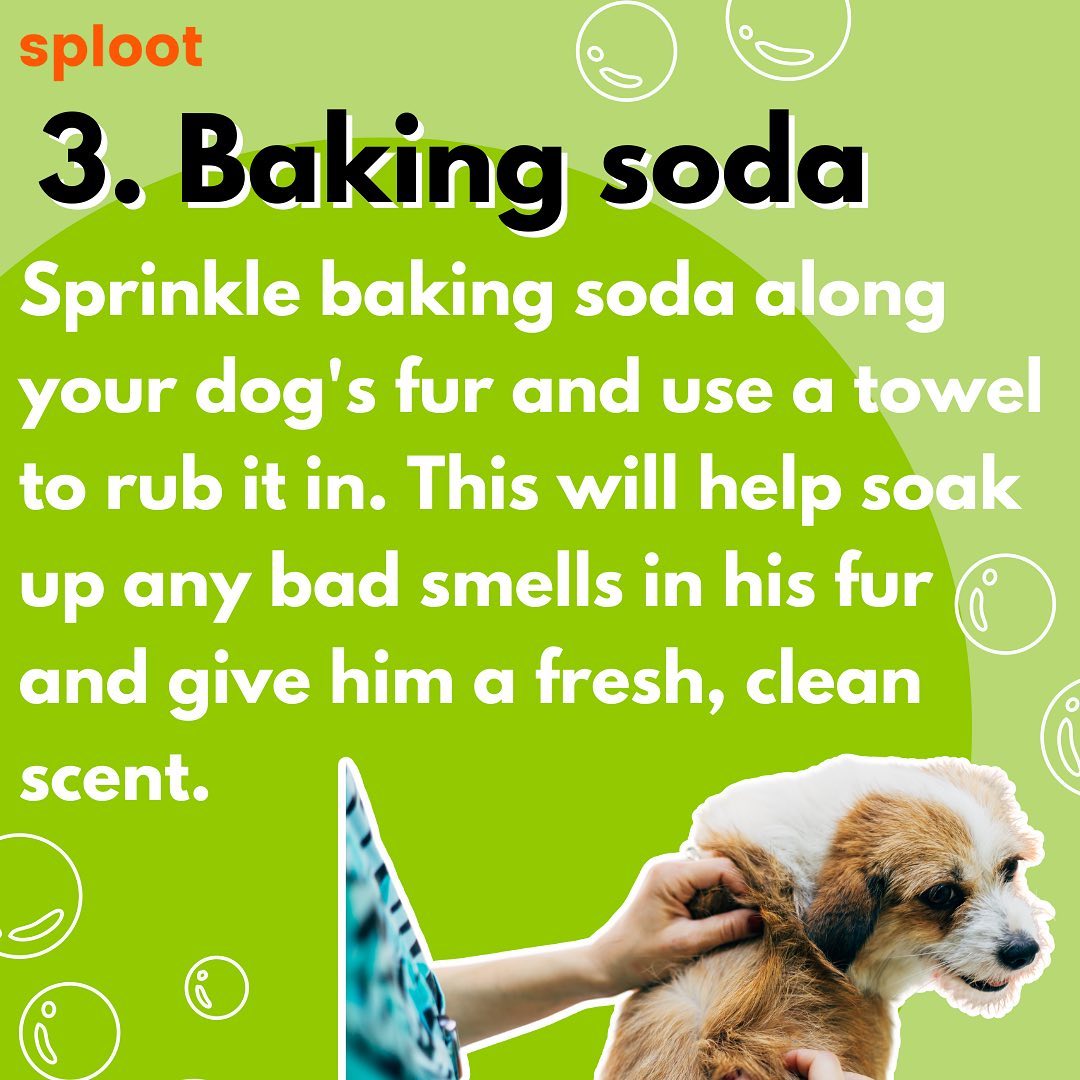 sploot
3. Baking soda
Sprinkle baking soda along
your dog's fur and use a towel
to rub it in. This will help soak
up any bad smells in his fur
and give him a fresh, clean
scent.